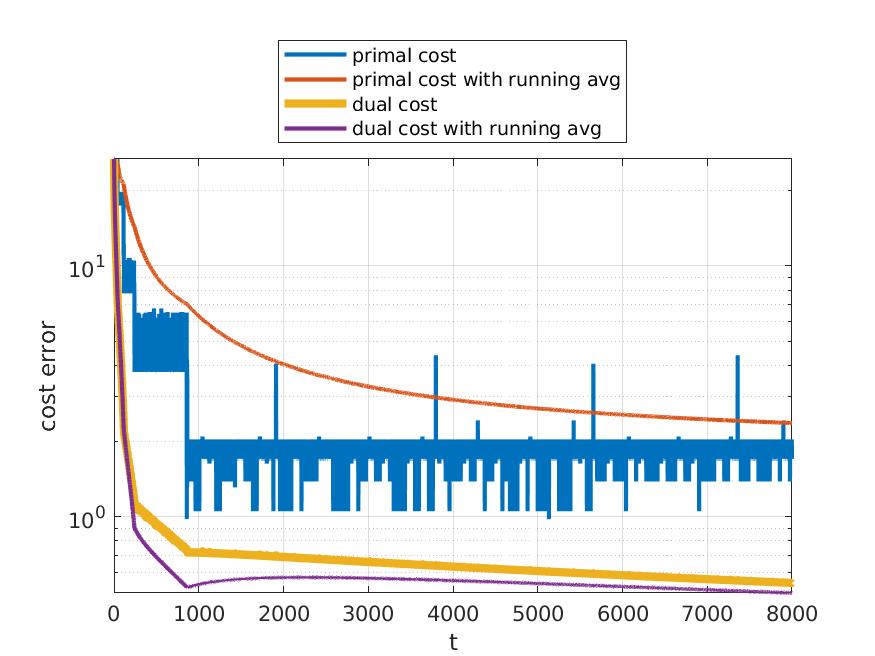 primal cost
primal cost with running avg
dual cost
dual cost with running avg
10^1
10^0
cost error
0 1000 2000 3000 4000 5000 6000 7000 8000
t